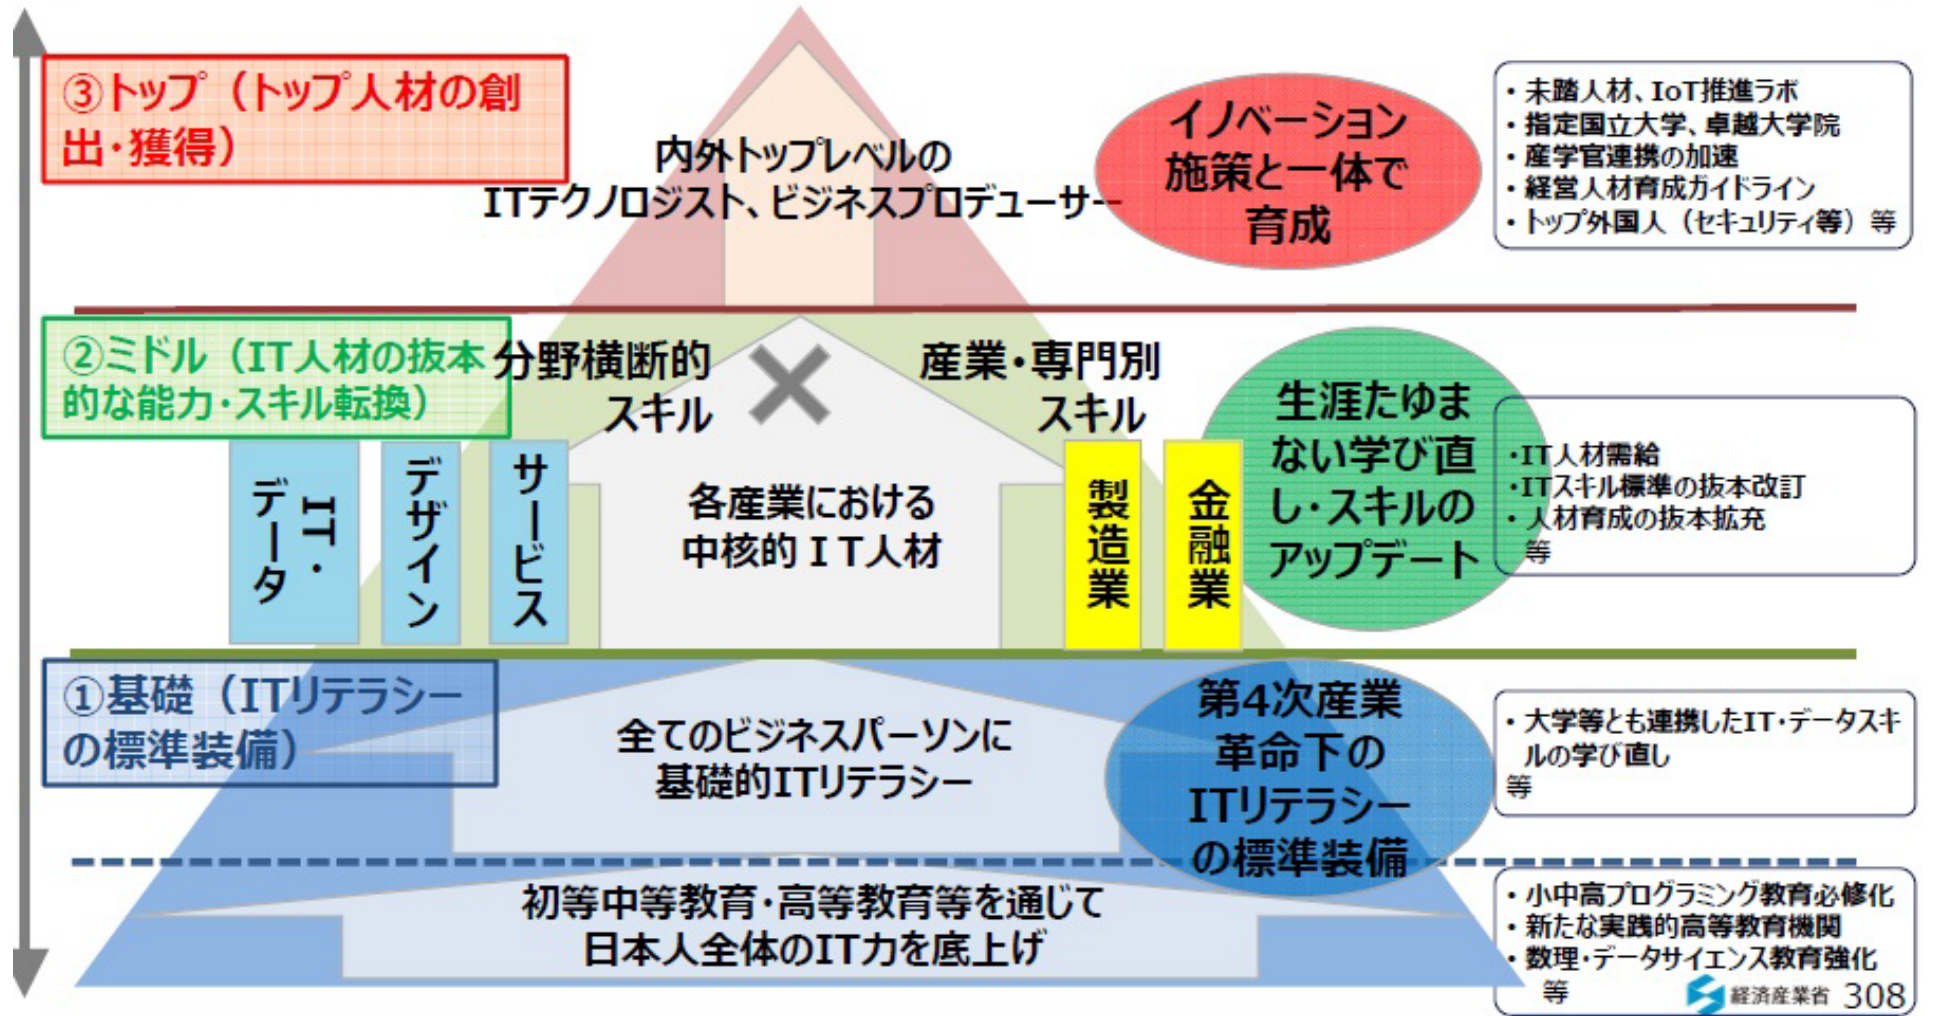 ③トップ（トップ人材の創
出・獲得）
内外トップレベルの
ITテクノロジスト、ビジネスプロデューサー
イノベーション
施策と一体で
育成
・未踏人材、IoT推進ラボ
・指定国立大学、卓越大学院
・産学官連携の加速
・経営人材育成ガイドライン
・トップ外国人（セキュリティ等）等
②ミドル（IT人材の抜本
的な能力・スキル転換）
分野横断的
スキル
産業・専門別
スキル
IT・
データ
デザイン
サービス
各産業における
中核的ＩＴ人材
製造業
金融業
生涯たゆま
ない学び直
し・スキルの
アップデート
・IT人材需給
・ITスキル標準の抜本改訂
・人材育成の抜本拡充
等
①基礎（ITリテラシー
の標準装備）
全てのビジネスパーソンに
基礎的ITリテラシー
第4次産業
革命下の
ITリテラシー
の標準装備
・大学等とも連携したIT・データスキ
ルの学び直し
等
初等中等教育・高等教育等を通じて
日本人全体のIT力を底上げ
・小中高プログラミング教育必修化
・新たな実践的高等教育機関
・数理・データサイエンス教育強化
等
経済産業省 308